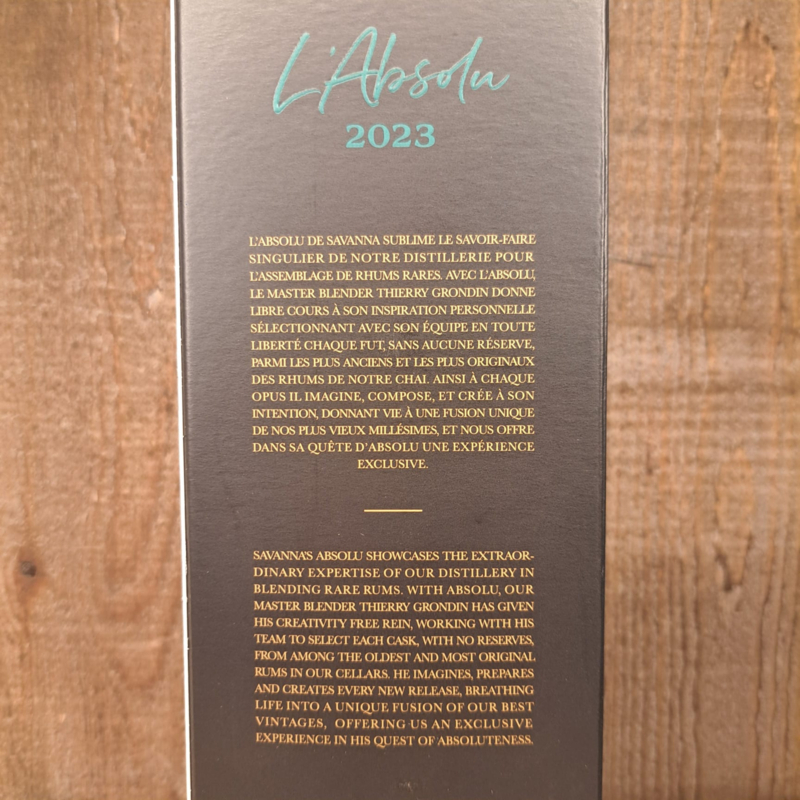 L'Absolu
2023
L'ABSOLU DE SAVANNA SUBLIME LE SAVOIR-FAIRE
SINGULIER DE NOTRE DISTILLERIE POUR
L'ASSEMBLAGE DE RHUMS RARES. AVEC L'ABSOLU,
LE MASTER BLENDER THIERRY GRONDIN DONNE
LIBRE COURS À SON INSPIRATION PERSONNELLE
SÉLECTIONNANT AVEC SON ÉQUIPE EN TOUTE
LIBERTÉ CHAQUE FUT, SANS AUCUNE RÉSERVE,
PARMI LES PLUS ANCIENS ET LES PLUS ORIGINAUX
DES RHUMS DE NOTRE CHAI. AINSI À CHAQUE
OPUS IL IMAGINE, COMPOSE, ET CRÉE À SON
INTENTION, DONNANT VIE À UNE FUSION UNIQUE
DE NOS PLUS VIEUX MILLÉSIMES, ET NOUS OFFRE
DANS SA QUÊTE D'ABSOLU UNE EXPÉRIENCE
EXCLUSIVE.
SAVANNA'S ABSOLU SHOWCASES THE EXTRAOR-
DINARY EXPERTISE OF OUR DISTILLERY IN
BLENDING RARE RUMS. WITH ABSOLU, OUR
MASTER BLENDER THIERRY GRONDIN HAS GIVEN
HIS CREATIVITY FREE REIN, WORKING WITH HIS
TEAM TO SELECT EACH CASK, WITH NO RESERVES,
FROM AMONG THE OLDEST AND MOST ORIGINAL
RUMS IN OUR CELLARS. HE IMAGINES, PREPARES
AND CREATES EVERY NEW RELEASE, BREATHING
LIFE INTO A UNIQUE FUSION OF OUR BEST
VINTAGES, OFFERING US AN EXCLUSIVE
EXPERIENCE IN HIS QUEST OF ABSOLUTENESS.